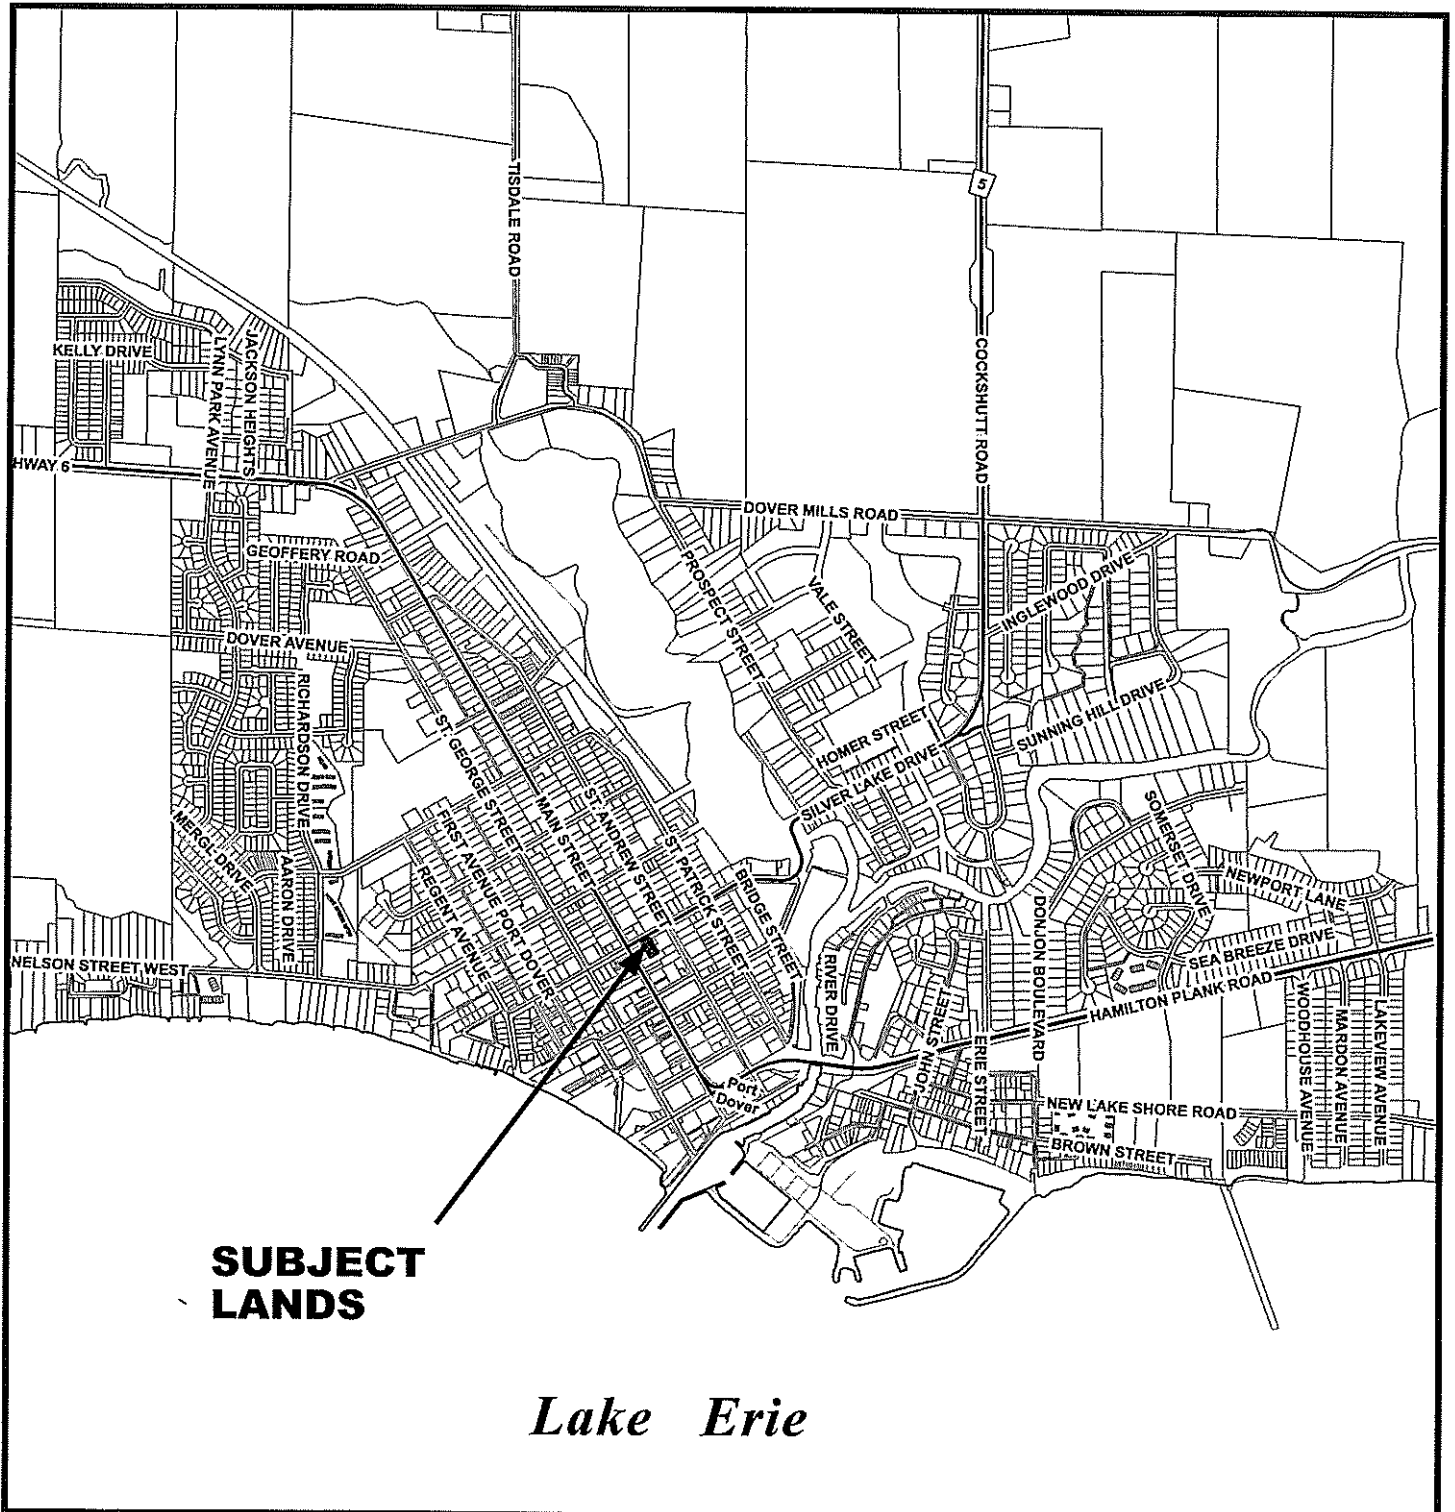 TISDALE ROAD
5
COCKSHUTT ROAD
KELLY DRIVE
LYNN PARK AVENUE
JACKSON HEIGHTS
HWAY 6
DOVER MILLS ROAD
GEOFFERY ROAD
PROSPECT STREET
VALE STREET
INGLEWOOD DRIVE
DOVER AVENUE
RICHARDSON DRIVE
ST. GEORGE STREET
HOMER STREET
SUNNING HILL DRIVE
SILVER LAKE DRIVE
MAIN STREET
ST. ANDREW STREET
ST. PATRICK STREET
SOMERSET DRIVE
MERGL DRIVE
AARON DRIVE
FIRST AVENUE PORT DOVER
REGENT AVENUE
BRIDGE STREET
NEWPORT LANE
DONJON BOULEVARD
SEA BREEZE DRIVE
NELSON STREET WEST
RIVER DRIVE
HAMILTON PLANK ROAD
JOHN STREET
ERIE STREET
WOODHOUSE AVENUE
MARDON AVENUE
LAKEVIEW AVENUE
Port
Dover
NEW LAKE SHORE ROAD
BROWN STREET
SUBJECT
LANDS
Lake Erie